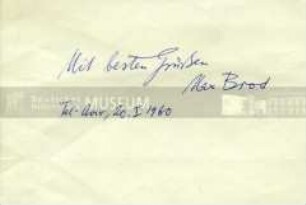 Mit besten Grüßen
Max Brod
Tel-Aviv, 20. I 1960
MUSEUM